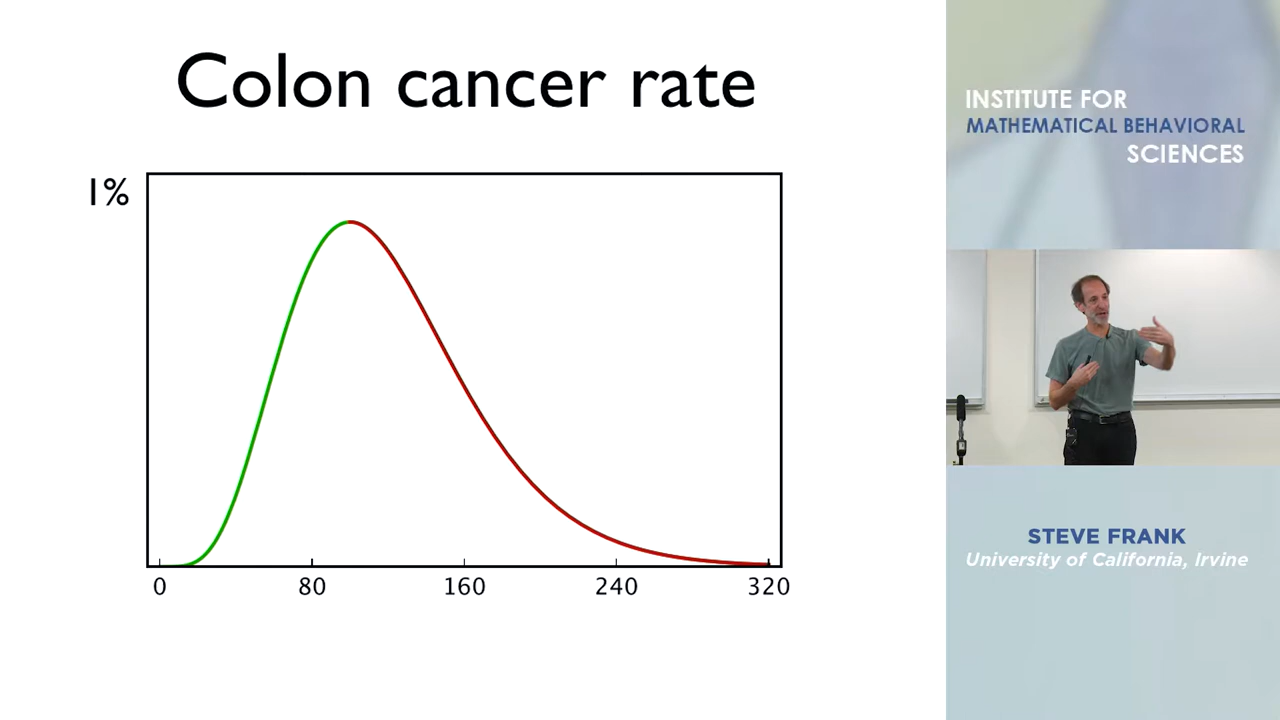 Colon cancer rate
1%
0 80 160 240 320
INSTITUTE FOR
MATHEMATICAL BEHAVIORAL
SCIENCES
STEVE FRANK
University of California, Irvine